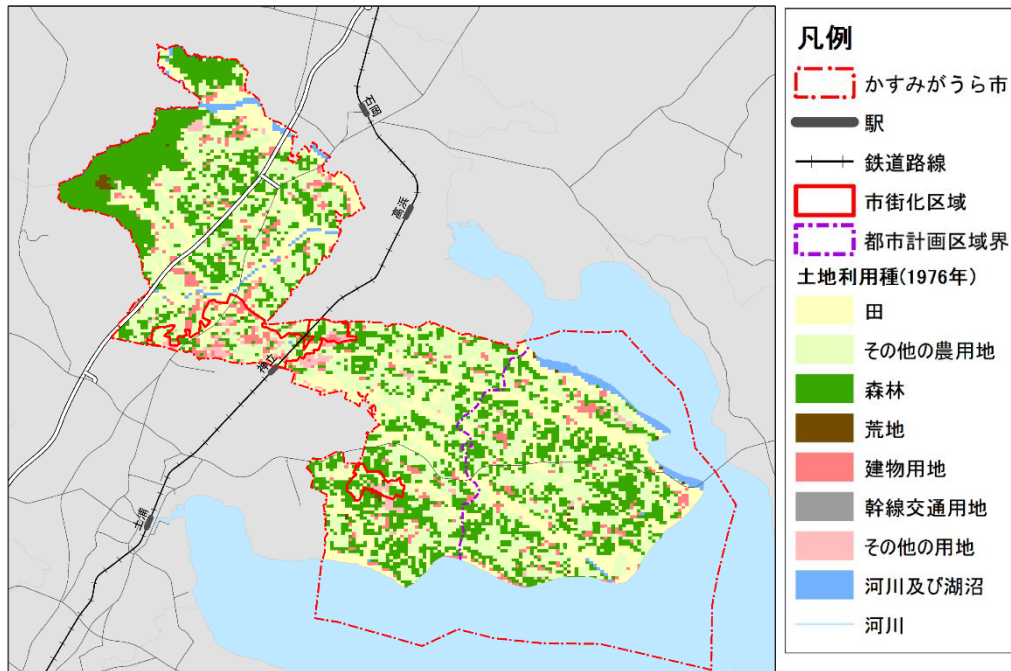 石岡
高浜
神立
土浦
凡例
かすみがうら市
駅
鉄道路線
市街化区域
都市計画区域界
土地利用種(1976年)
田
その他の農用地
森林
荒地
建物用地
幹線交通用地
その他の用地
河川及び湖沼
河川